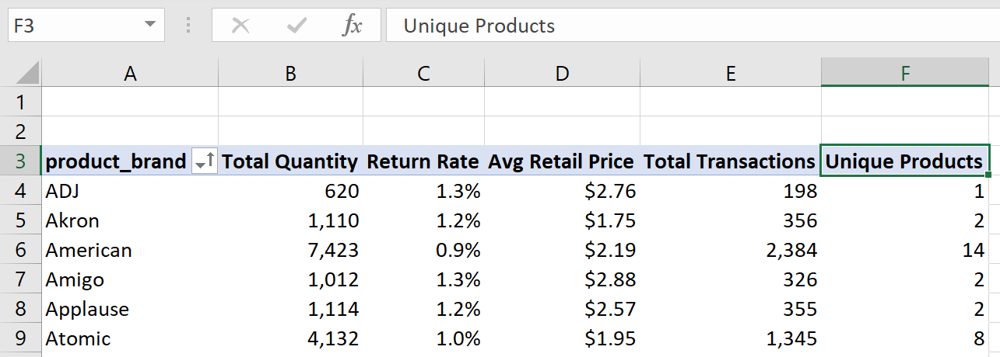 F3 fx Unique Products
A B C D E F
1
2
3 product_brand Total Quantity Return Rate Avg Retail Price Total Transactions Unique Products
4 ADJ 620 1.3% $2.76 198 1
5 Akron 1,110 1.2% $1.75 356 2
6 American 7,423 0.9% $2.19 2,384 14
7 Amigo 1,012 1.3% $2.88 326 2
8 Applause 1,114 1.2% $2.57 355 2
9 Atomic 4,132 1.0% $1.95 1,345 8